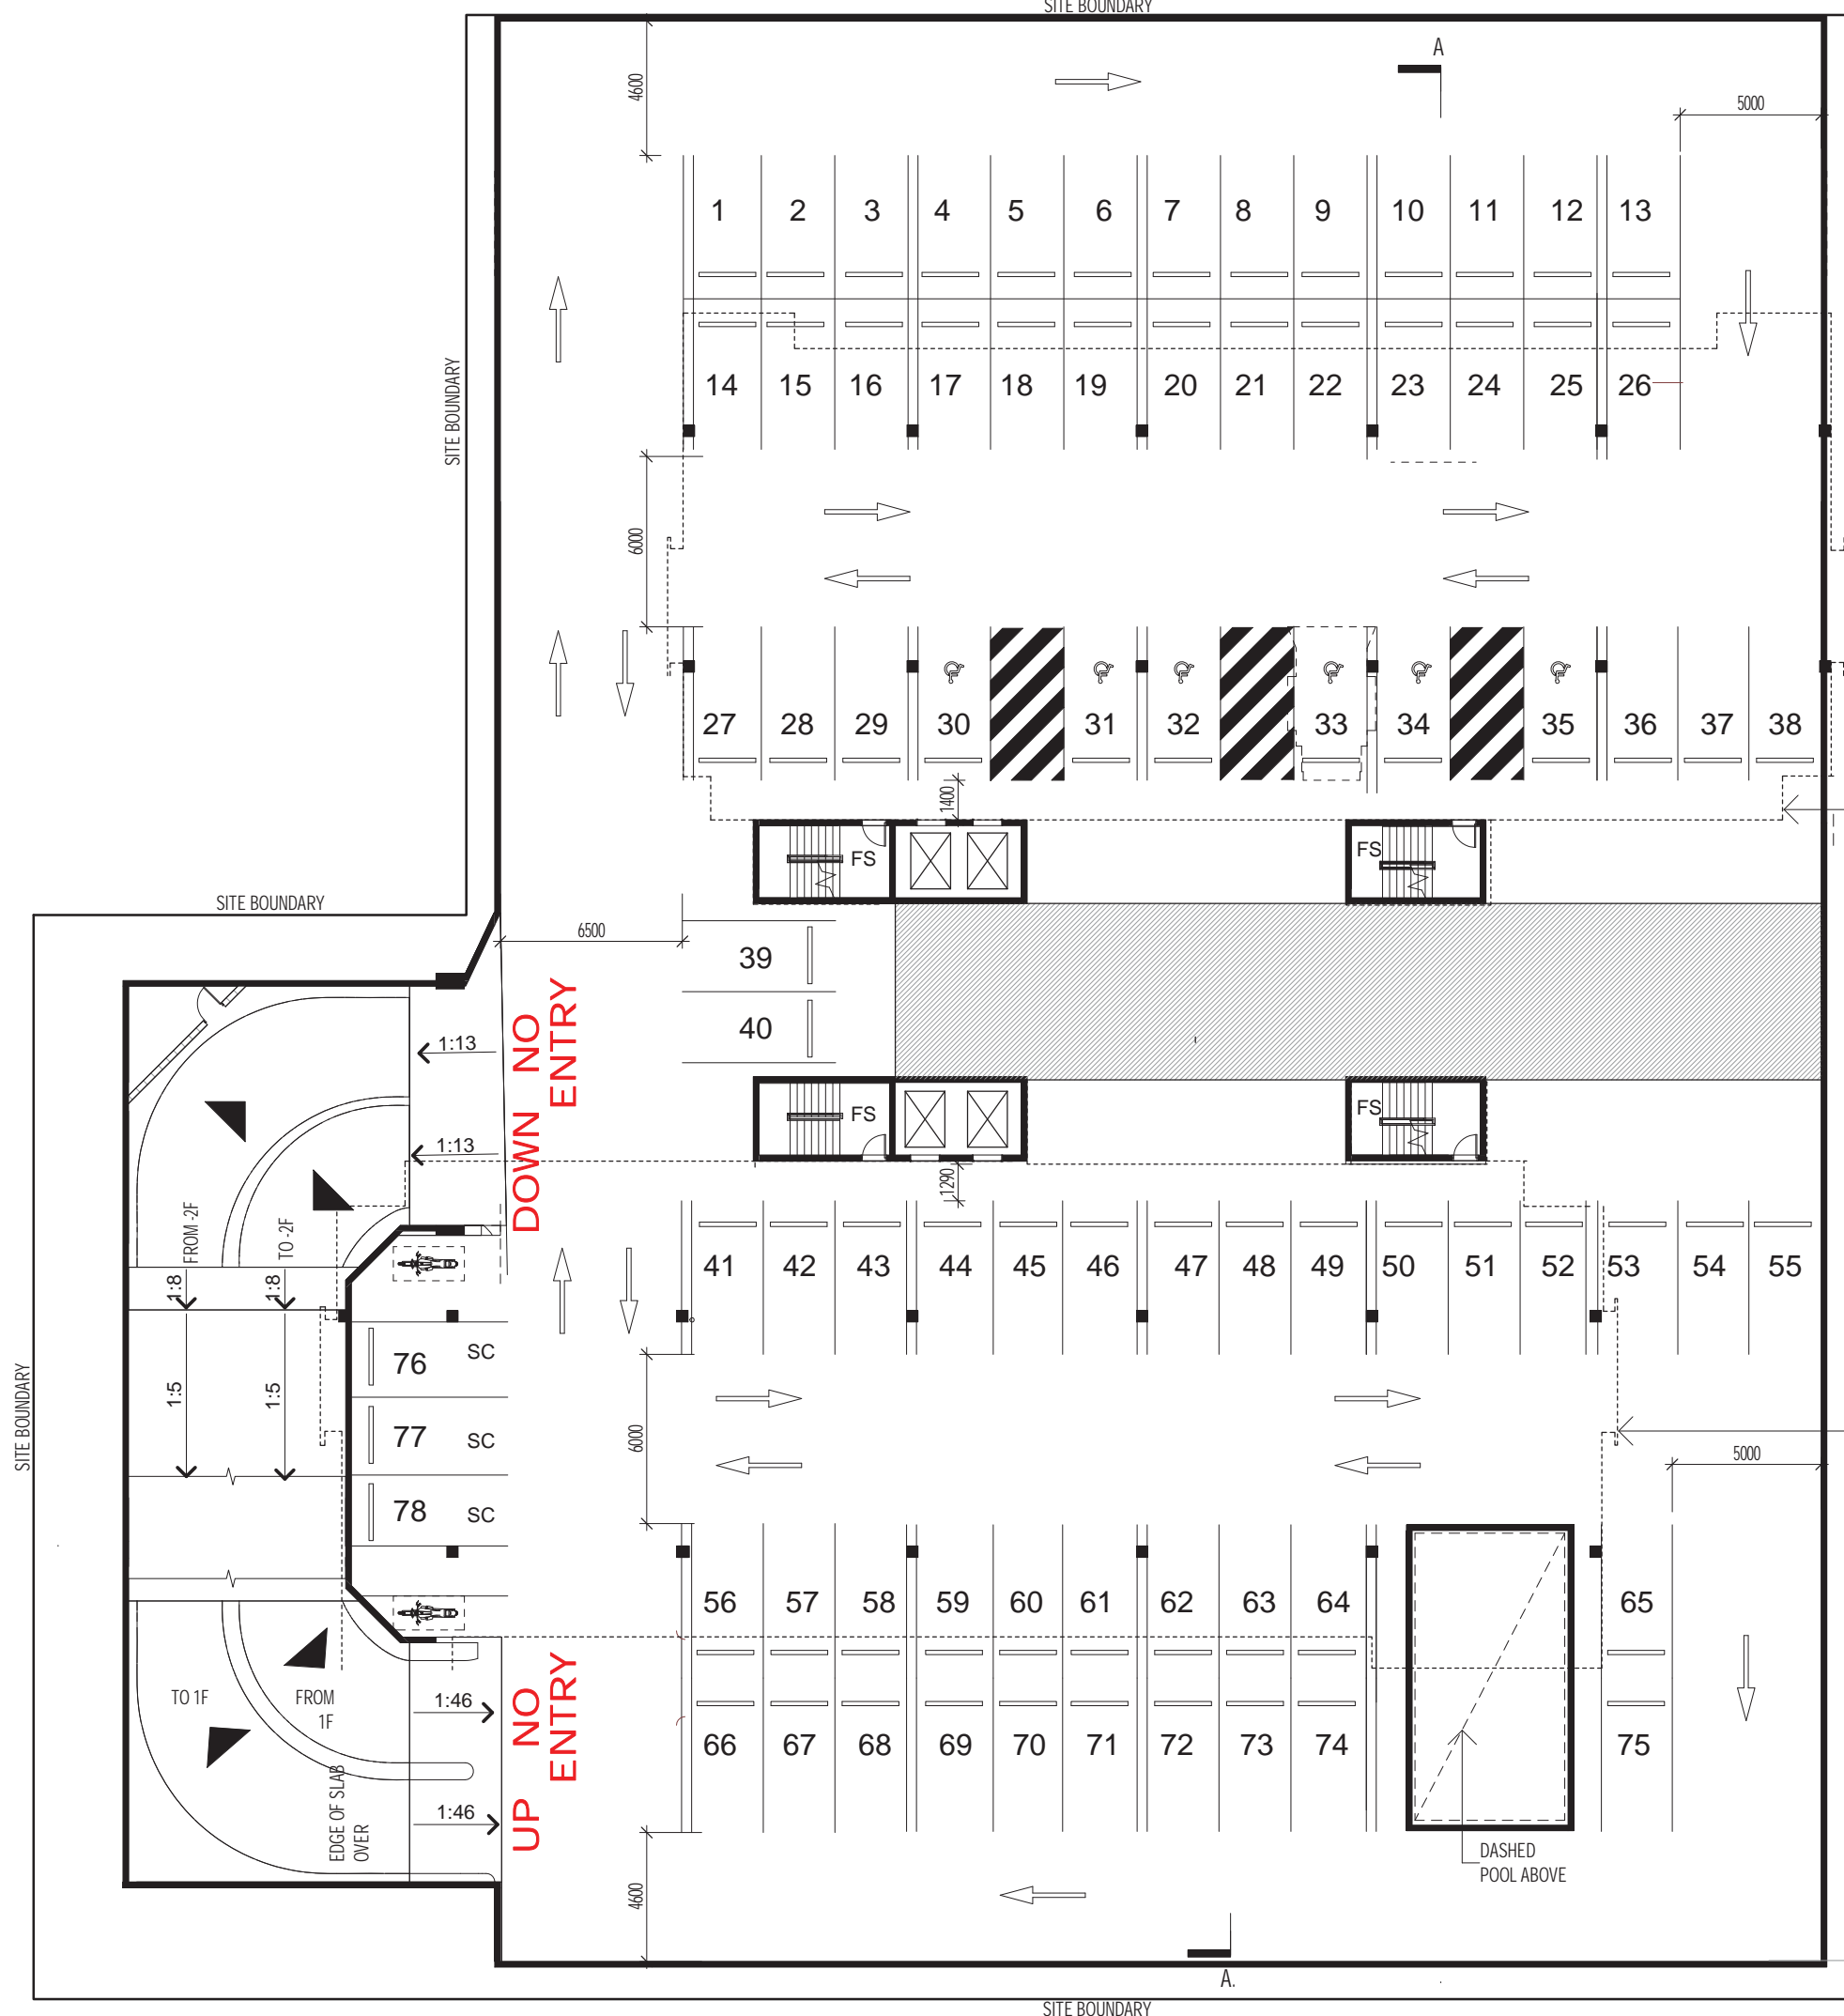 SITE BOUNDARY
A
4600
5000
1 2 3 4 5 6 7 8 9 10 11 12 13
SITE BOUNDARY
14 15 16 17 18 19 20 21 22 23 24 25 26
6000
27 28 29 30 31 32 33 34 35 36 37 38
1400
FS
FS
SITE BOUNDARY
6500
39
40
DOWN NO ENTRY
1:13
1:13
FS
FS
1290
FROM -2F
TO -2F
1:8
1:8
41 42 43 44 45 46 47 48 49 50 51 52 53 54 55
76 SC
77 SC
78 SC
1:5
1:5
SITE BOUNDARY
6000
5000
56 57 58 59 60 61 62 63 64 65
TO 1F
FROM
1F
1:46
1:46
UP NO ENTRY
66 67 68 69 70 71 72 73 74 75
EDGE OF SLAB
OVER
DASHED
POOL ABOVE
4600
A.
SITE BOUNDARY